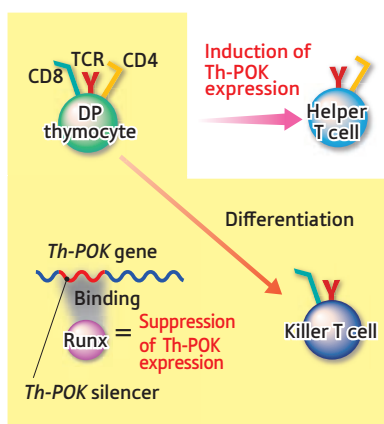 TCR
CD8
CD4
DP
thymocyte
Induction of
Th-POK
expression
Helper
T cell
Differentiation
Th-POK gene
Binding
Runx
= Suppression
of Th-POK
expression
Killer T cell
Th-POK silencer